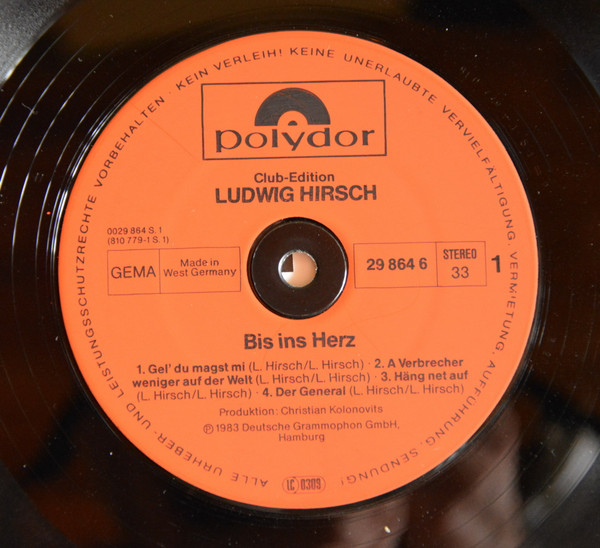 ALLE URHEBER- UND LEISTUNGSSCHUTZRECHTE VORBEHALTEN · KEIN VERLEIH! KEINE UNERLAUBTE VERVIELFÄLTIGUNG, VERMIETUNG, AUFFÜHRUNG, SENDUNG!
polydor
Club-Edition
LUDWIG HIRSCH
0029 864 S. 1
(810 779-1 S. 1)
GEMA
Made in
West Germany
29 864 6
STEREO
33
1
Bis ins Herz
1. Gel' du magst mi (L. Hirsch/L. Hirsch) · 2. A Verbrecher
weniger auf der Welt (L. Hirsch/L. Hirsch) · 3. Häng net auf
(L. Hirsch/L. Hirsch) · 4. Der General (L. Hirsch/L. Hirsch)
Produktion: Christian Kolonovits
Ⓟ 1983 Deutsche Grammophon GmbH,
Hamburg
LC 0309